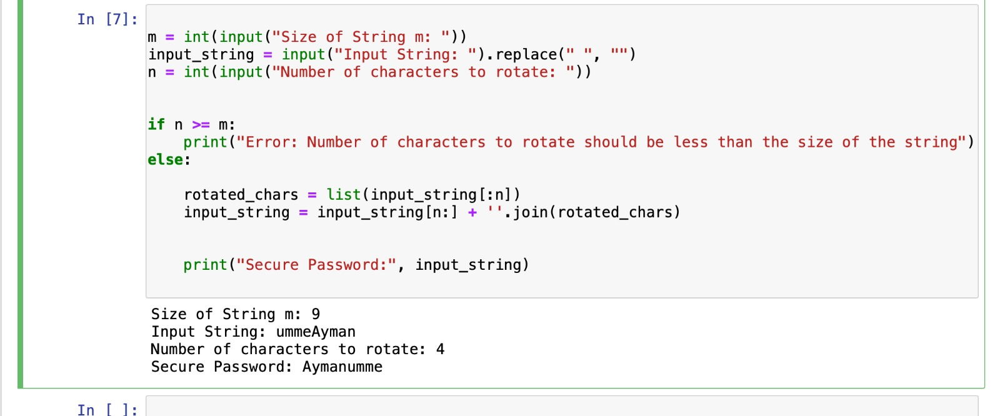 In [7]:
m = int(input("Size of String m: "))
input_string = input("Input String: ").replace(" ", "")
n = int(input("Number of characters to rotate: "))
if n >= m:
    print("Error: Number of characters to rotate should be less than the size of the string")
else:
    rotated_chars = list(input_string[:n])
    input_string = input_string[n:] + ''.join(rotated_chars)
    print("Secure Password:", input_string)
Size of String m: 9
Input String: ummeAyman
Number of characters to rotate: 4
Secure Password: Aymanumme
In [ ]: